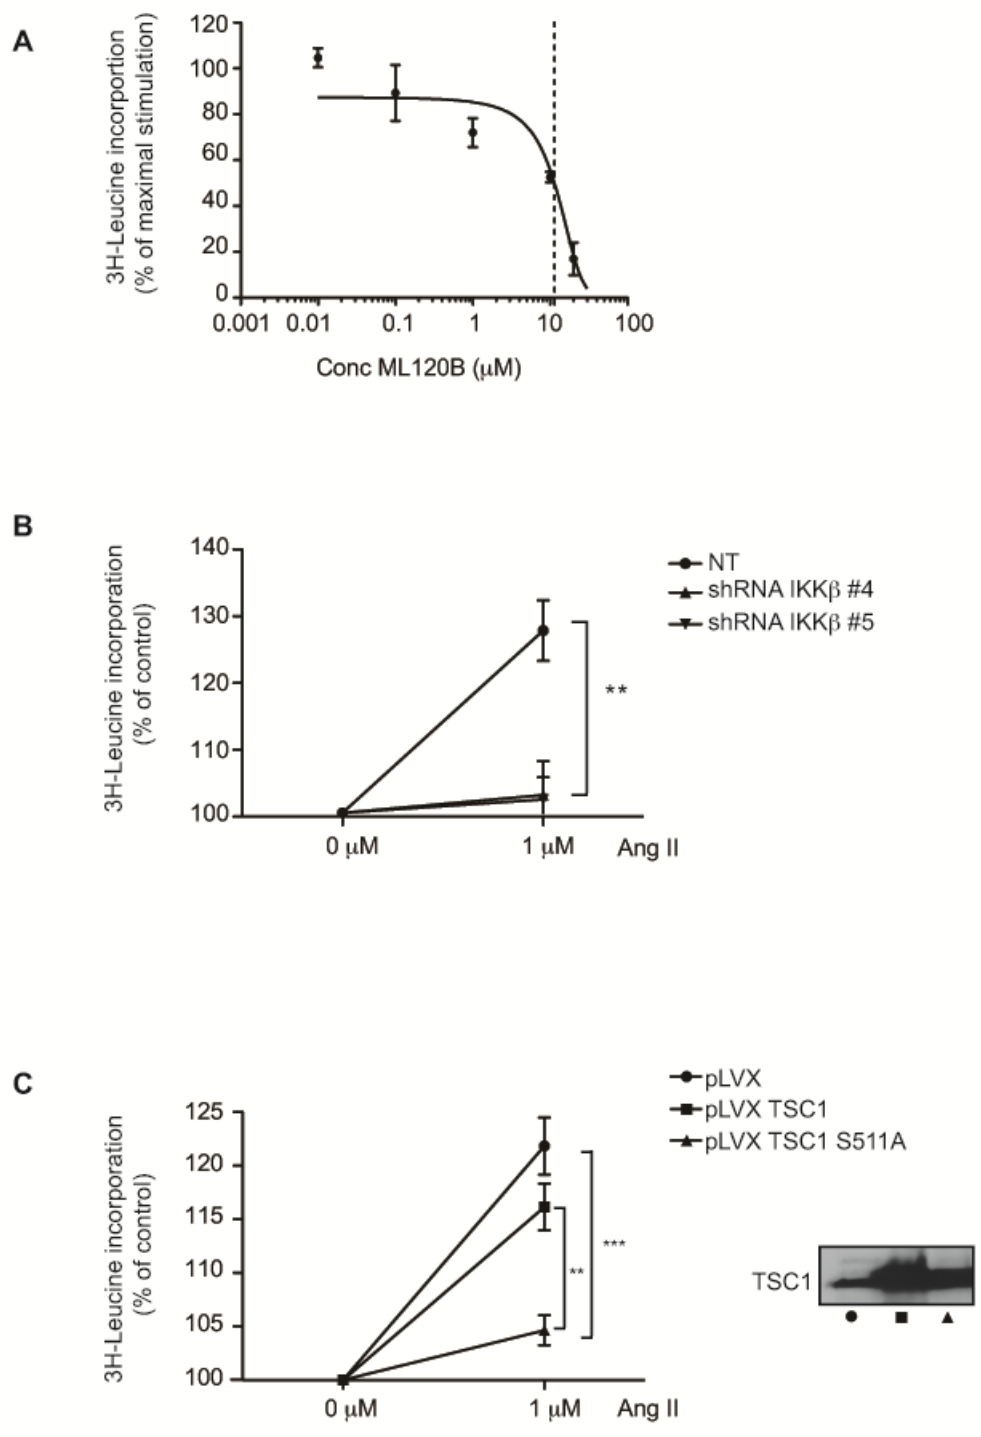 A
3H-Leucine incorportion
(% of maximal stimulation)
120
100
80
60
40
20
0
0.001 0.01 0.1 1 10 100
Conc ML120B (μM)
B
3H-Leucine incorporation
(% of control)
140
130
120
110
100
0 μM 1 μM Ang II
NT
shRNA IKKβ #4
shRNA IKKβ #5
**
C
3H-Leucine incorporation
(% of control)
125
120
115
110
105
100
0 μM 1 μM Ang II
pLVX
pLVX TSC1
pLVX TSC1 S511A
**
***
TSC1